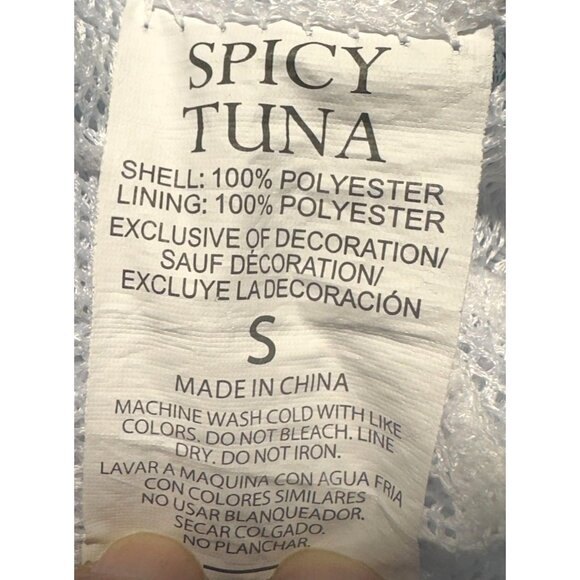 SPICY
TUNA
SHELL: 100% POLYESTER
LINING: 100% POLYESTER
EXCLUSIVE OF DECORATION/
SAUF DÉCORATION/
EXCLUYE LA DECORACIÓN
S
MADE IN CHINA
MACHINE WASH COLD WITH LIKE
COLORS. DO NOT BLEACH. LINE
DRY. DO NOT IRON.
LAVAR A MAQUINA CON AGUA FRIA
CON COLORES SIMILARES
NO USAR BLANQUEADOR.
SECAR COLGADO.
NO PLANCHAR.